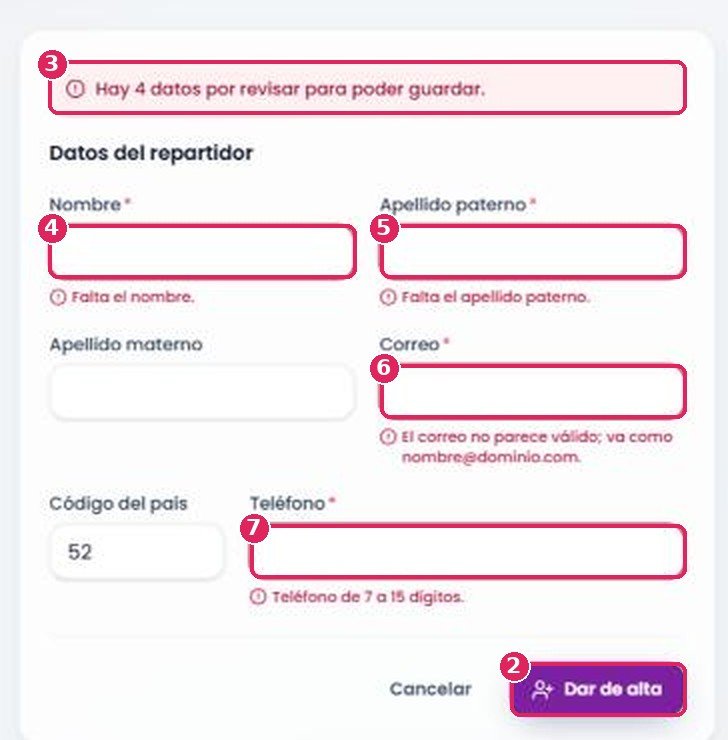 3
Hay 4 datos por revisar para poder guardar.
Datos del repartidor
Nombre* Apellido paterno*
4 5
Falta el nombre. Falta el apellido paterno.
Apellido materno Correo*
6
El correo no parece válido; va como
nombre@dominio.com.
Código del país Teléfono*
7
52
Teléfono de 7 a 15 dígitos.
2
Cancelar Dar de alta